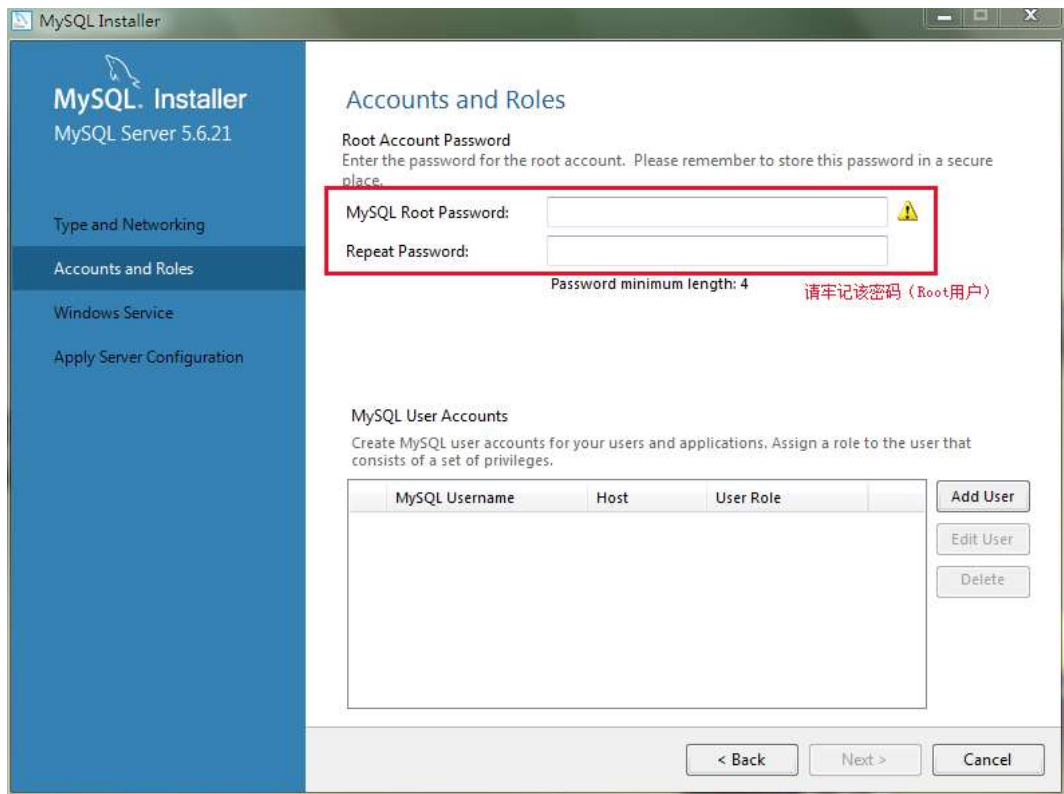 MySQL Installer
MySQL. Installer
MySQL Server 5.6.21
Type and Networking
Accounts and Roles
Windows Service
Apply Server Configuration
Accounts and Roles
Root Account Password
Enter the password for the root account. Please remember to store this password in a secure
place.
MySQL Root Password:
Repeat Password:
Password minimum length: 4
请牢记该密码（Root用户）
MySQL User Accounts
Create MySQL user accounts for your users and applications. Assign a role to the user that
consists of a set of privileges.
MySQL Username Host User Role
Add User
Edit User
Delete
< Back Next > Cancel